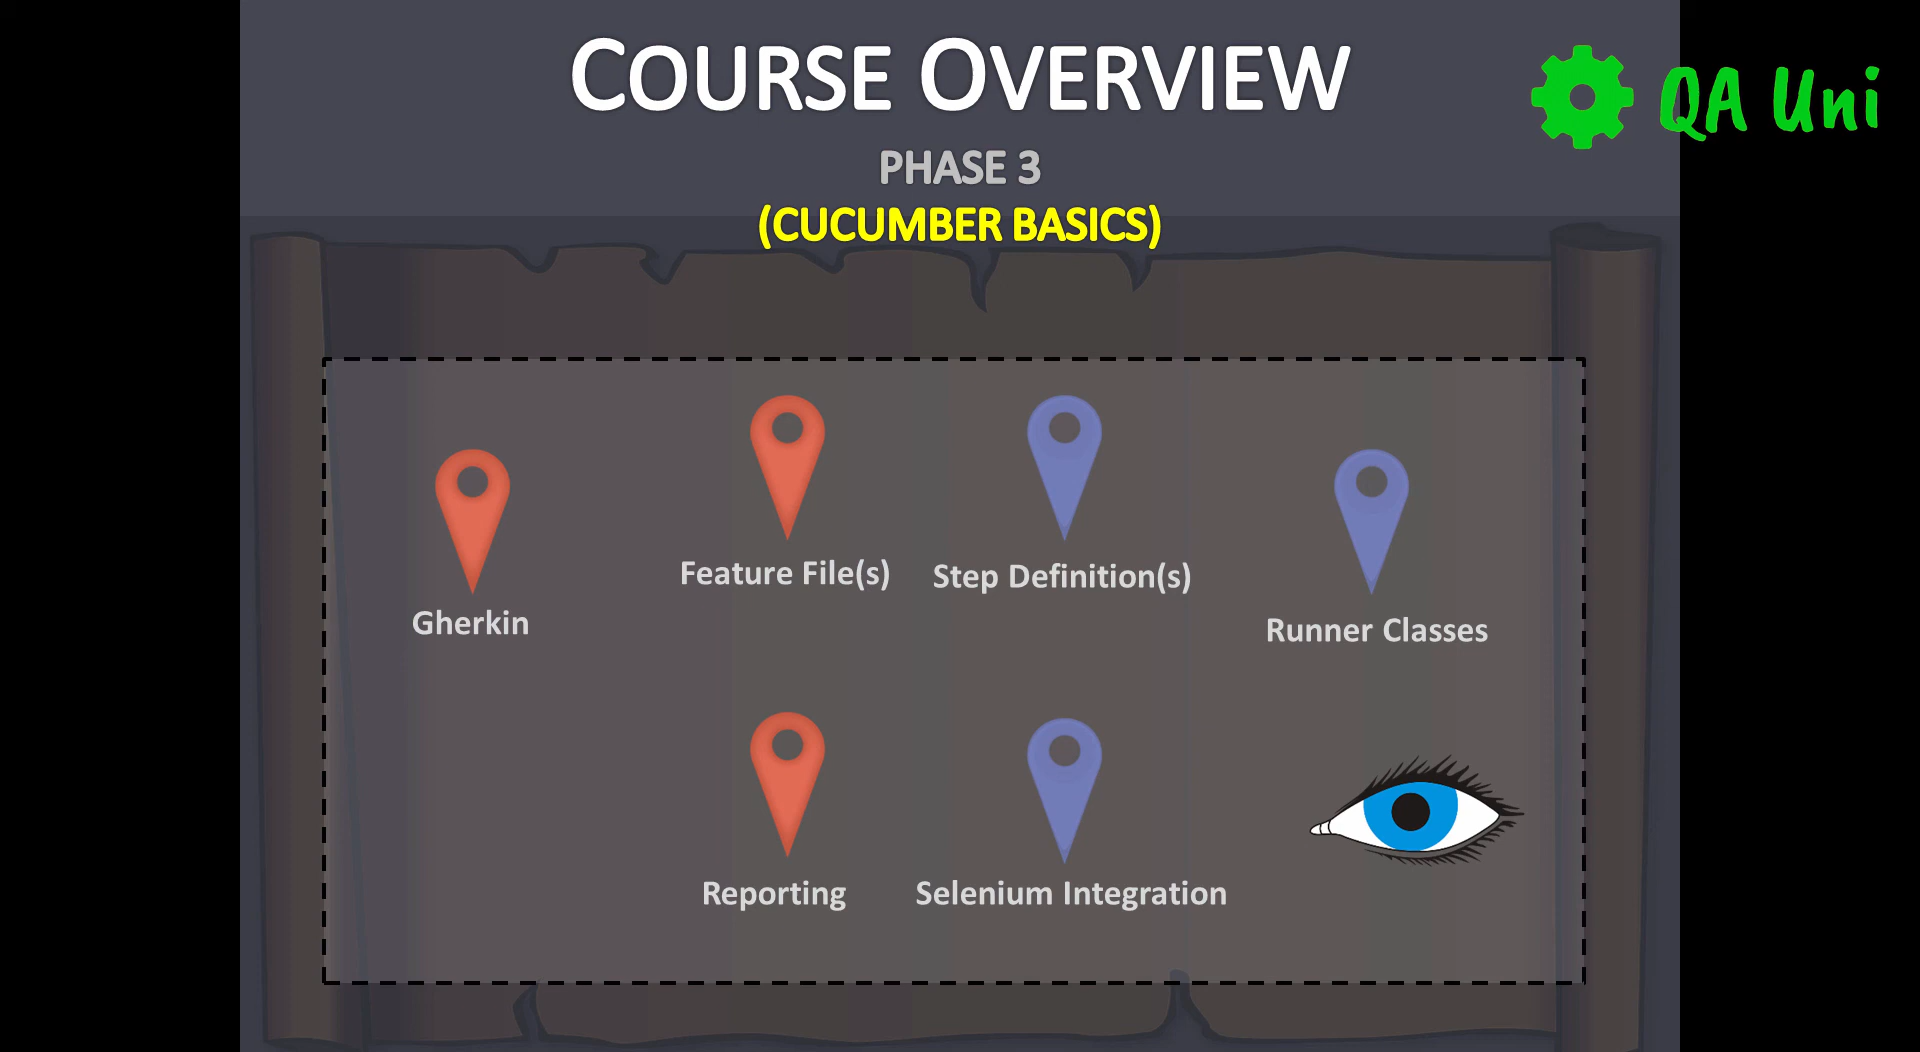 COURSE OVERVIEW
QA Uni
PHASE 3
(CUCUMBER BASICS)
Gherkin
Feature File(s)
Step Definition(s)
Runner Classes
Reporting
Selenium Integration